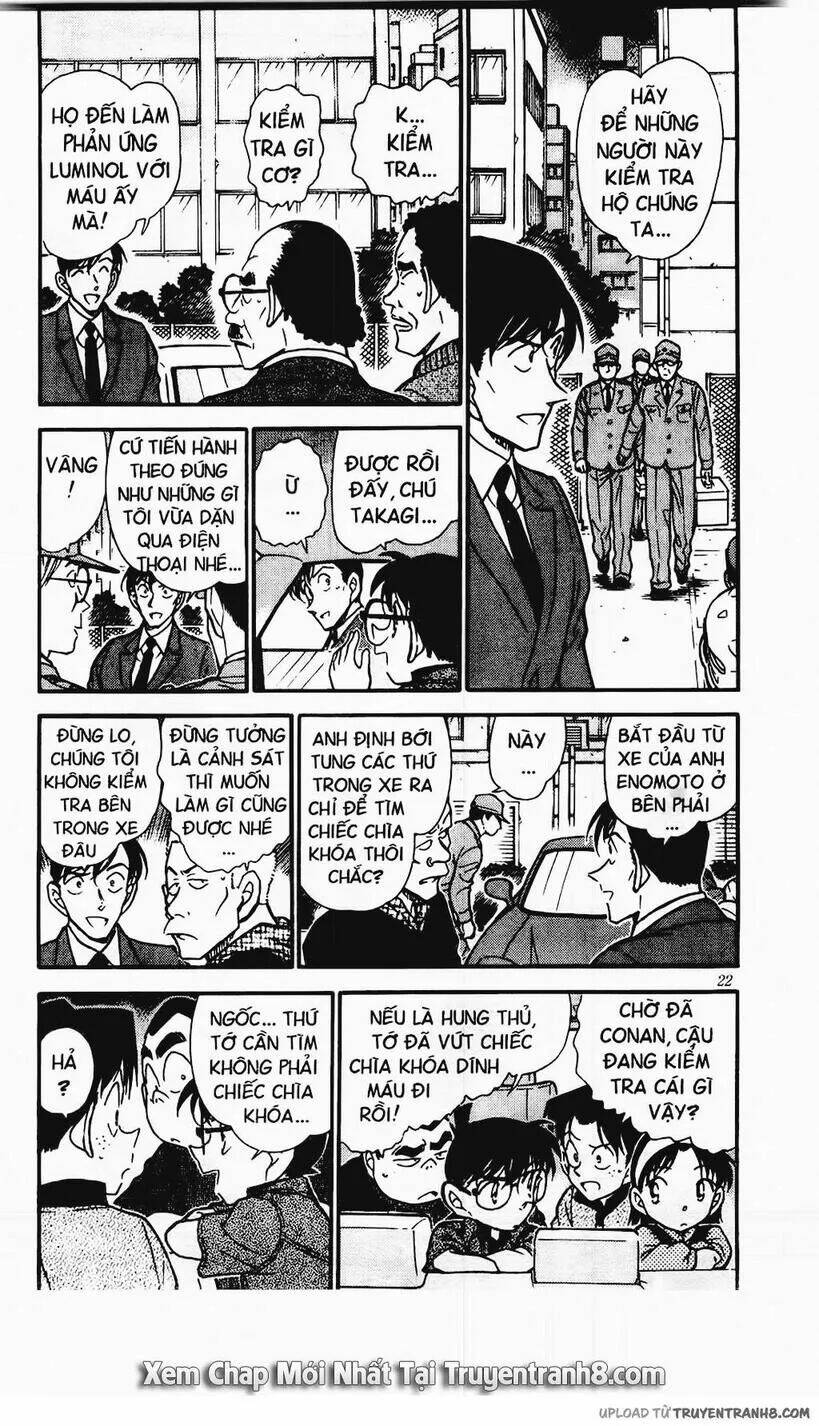 HÃY
ĐỂ NHỮNG
NGƯỜI NÀY
KIỂM TRA
HỘ CHÚNG
TA...
K...
KIỂM
TRA...
KIỂM
TRA GÌ
CƠ?
HỌ ĐẾN LÀM
PHẢN ỨNG
LUMINOL VỚI
MÁU ẤY
MÀ!
ĐƯỢC RỒI
ĐẤY, CHÚ
TAKAGI...
Ừ
...
CỨ TIẾN HÀNH
THEO ĐÚNG
NHƯ NHỮNG GÌ
TÔI VỪA DẶN
QUA ĐIỆN
THOẠI NHÉ...
VÂNG
!
BẮT ĐẦU TỪ
XE CỦA ANH
ENOMOTO Ở
BÊN PHẢI
...
NÀY
...
ANH ĐỊNH BỚI
TUNG CÁC THỨ
TRONG XE RA
CHỈ ĐỂ TÌM
CHIẾC CHÌA
KHÓA THÔI
CHẮC?
ĐỪNG TƯỞNG
LÀ CẢNH SÁT
THÌ MUỐN
LÀM GÌ CŨNG
ĐƯỢC NHÉ
...
ĐỪNG LO,
CHÚNG TÔI
KHÔNG KIỂM
TRA BÊN
TRONG XE
ĐÂU
22
CHỜ ĐÃ
CONAN, CẬU
ĐANG KIỂM
TRA CÁI GÌ
VẬY?
NẾU LÀ HUNG THỦ,
TỚ ĐÃ VỨT CHIẾC
CHÌA KHÓA DÍNH
MÁU ĐI
RỒI!
NGỐC... THỨ
TỚ CẦN TÌM
KHÔNG PHẢI
CHIẾC CHÌA
KHÓA...
HẢ
?
Xem Chap Mới Nhất Tại Truyentranh8.com
UPLOAD TỪ TRUYENTRANH8.COM